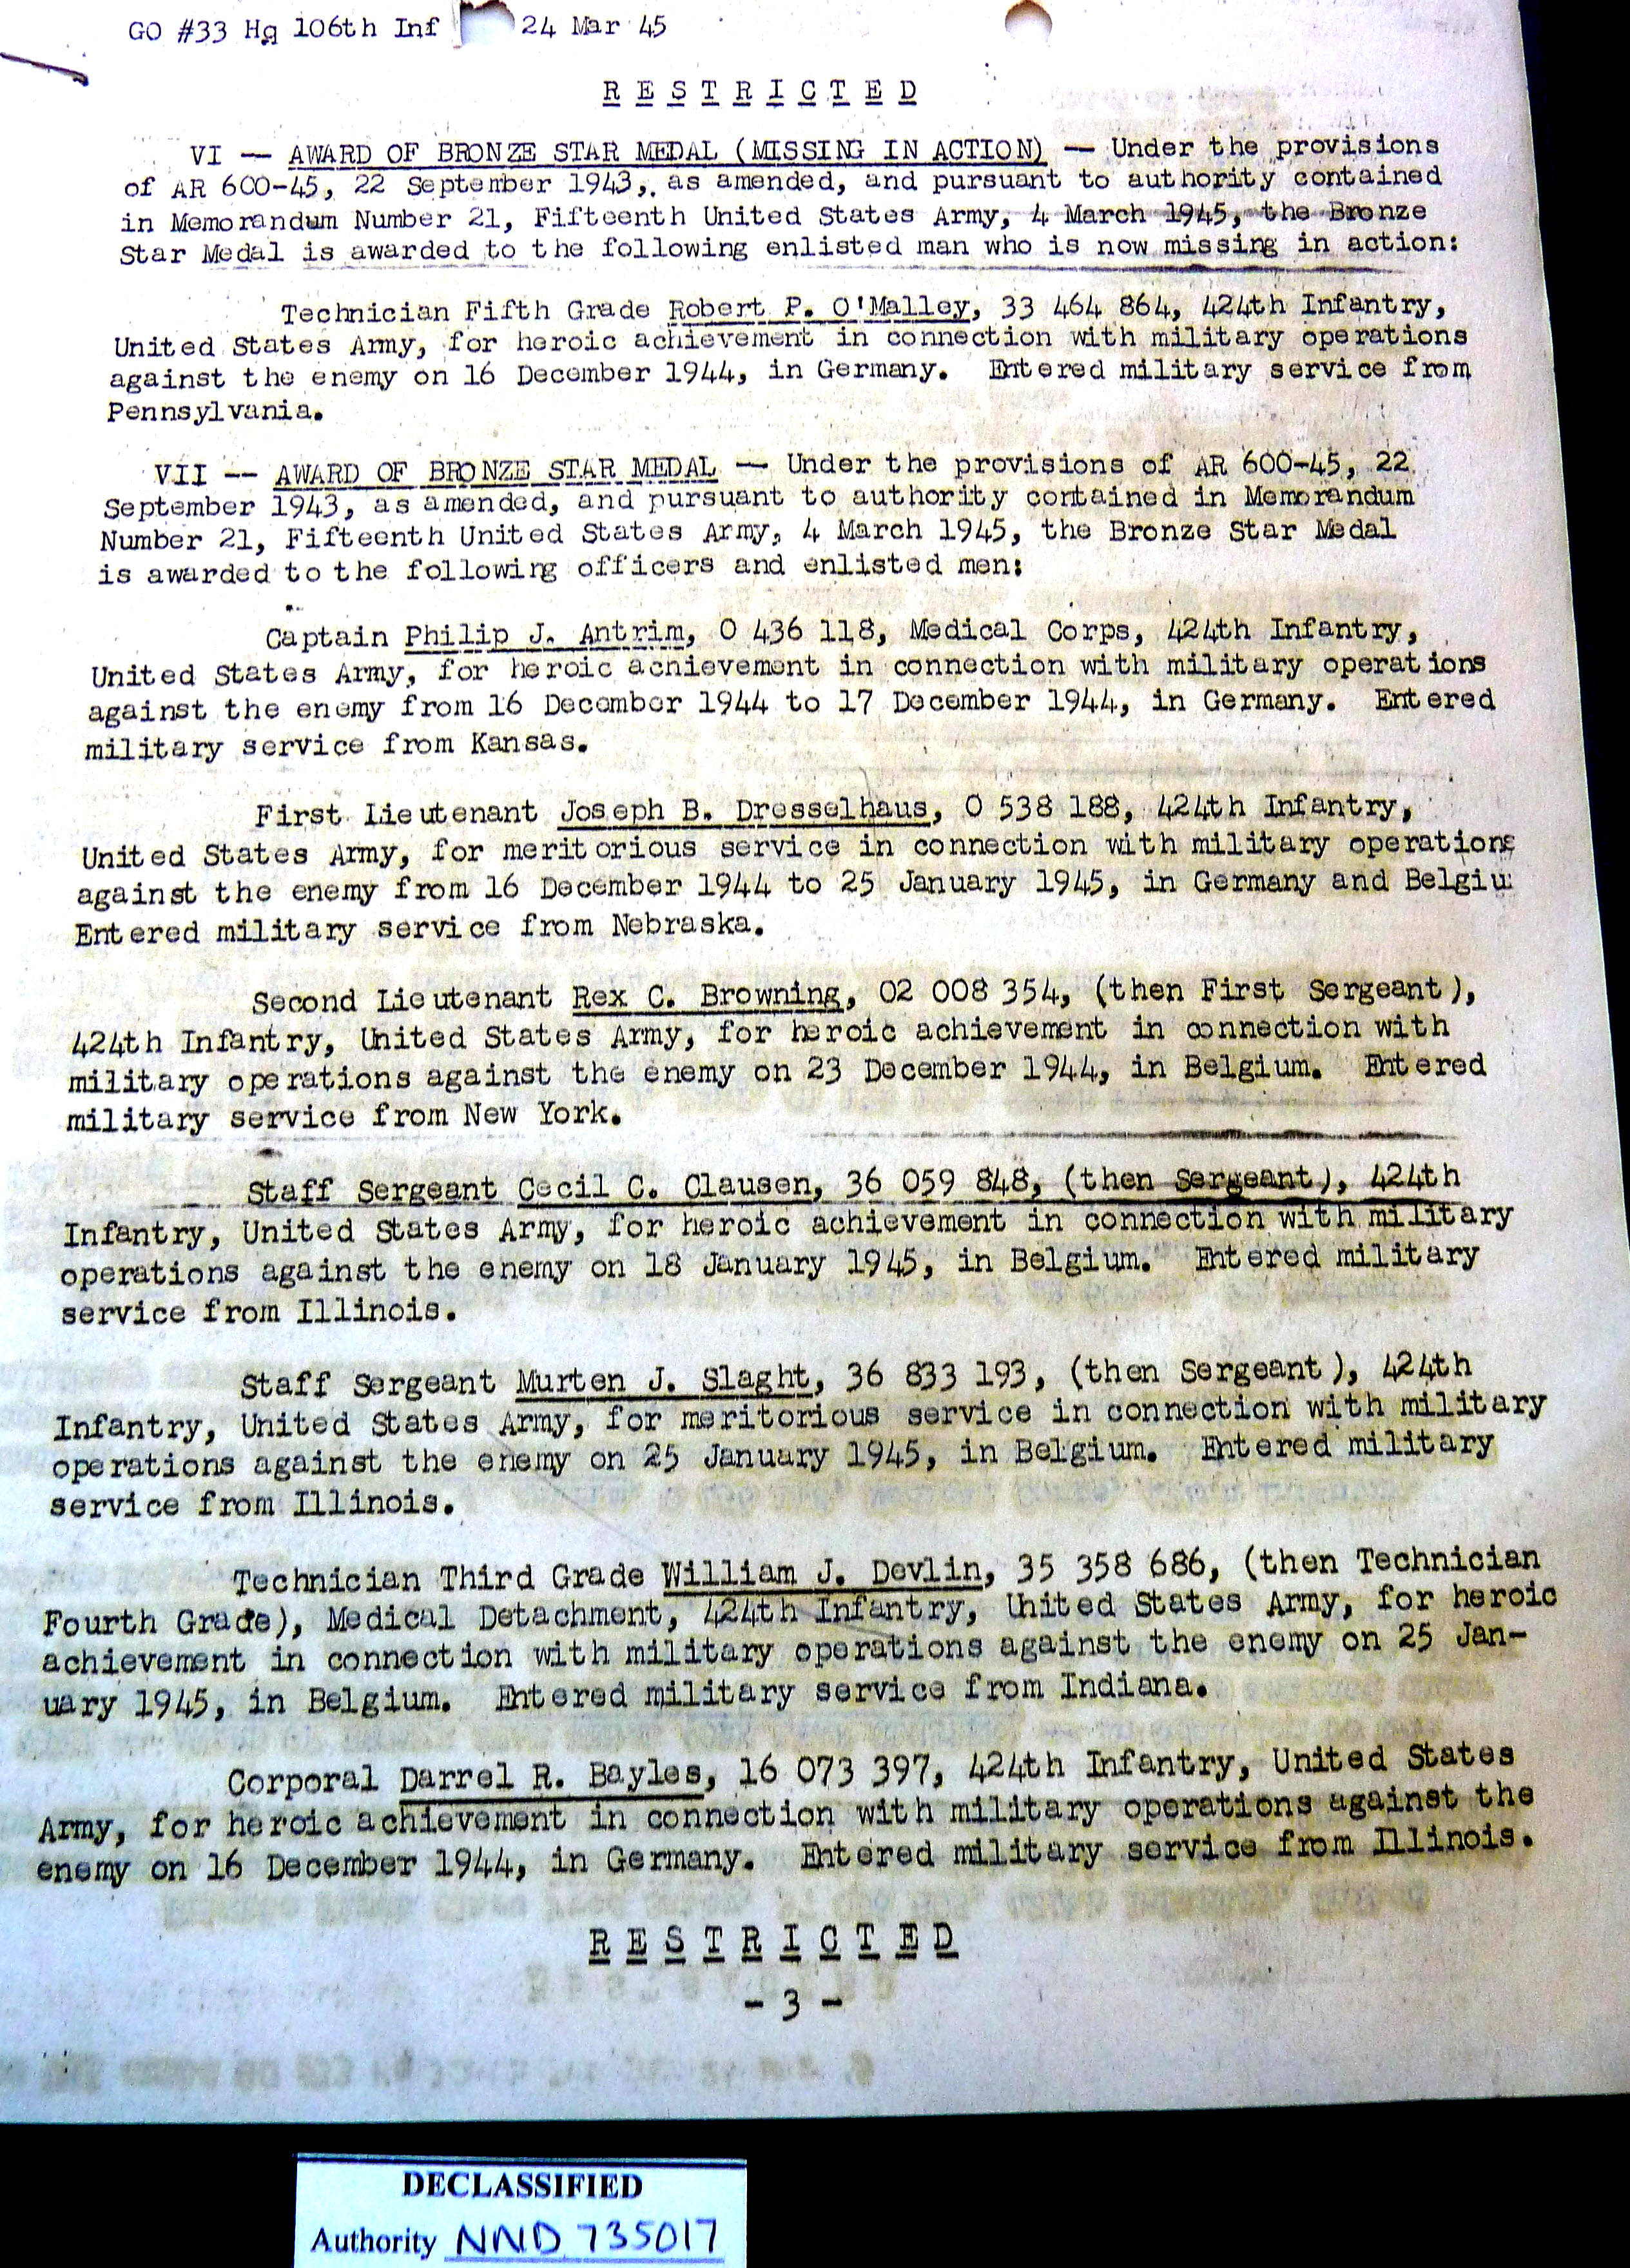 GO #33 Hq 106th Inf 24 Mar 45
R E S T R I C T E D
VI -- AWARD OF BRONZE STAR MEDAL (MISSING IN ACTION) -- Under the provisions
of AR 600-45, 22 September 1943, as amended, and pursuant to authority contained
in Memorandum Number 21, Fifteenth United States Army, 4 March 1945, the Bronze
Star Medal is awarded to the following enlisted man who is now missing in action:
Technician Fifth Grade Robert P. O'Malley, 33 464 864, 424th Infantry,
United States Army, for heroic achievement in connection with military operations
against the enemy on 16 December 1944, in Germany. Entered military service from
Pennsylvania.
VII -- AWARD OF BRONZE STAR MEDAL -- Under the provisions of AR 600-45, 22
September 1943, as amended, and pursuant to authority contained in Memorandum
Number 21, Fifteenth United States Army, 4 March 1945, the Bronze Star Medal
is awarded to the following officers and enlisted men:
Captain Philip J. Antrim, O 436 118, Medical Corps, 424th Infantry,
United States Army, for heroic achievement in connection with military operations
against the enemy from 16 December 1944 to 17 December 1944, in Germany. Entered
military service from Kansas.
First Lieutenant Joseph B. Dresselhaus, O 538 188, 424th Infantry,
United States Army, for meritorious service in connection with military operations
against the enemy from 16 December 1944 to 25 January 1945, in Germany and Belgiu
Entered military service from Nebraska.
Second Lieutenant Rex C. Browning, O2 008 354, (then First Sergeant),
424th Infantry, United States Army, for heroic achievement in connection with
military operations against the enemy on 23 December 1944, in Belgium. Entered
military service from New York.
Staff Sergeant Cecil C. Clausen, 36 059 848, (then Sergeant), 424th
Infantry, United States Army, for heroic achievement in connection with military
operations against the enemy on 18 January 1945, in Belgium. Entered military
service from Illinois.
Staff Sergeant Murten J. Slaght, 36 833 193, (then Sergeant), 424th
Infantry, United States Army, for meritorious service in connection with military
operations against the enemy on 25 January 1945, in Belgium. Entered military
service from Illinois.
Technician Third Grade William J. Devlin, 35 358 686, (then Technician
Fourth Grade), Medical Detachment, 424th Infantry, United States Army, for heroic
achievement in connection with military operations against the enemy on 25 Jan-
uary 1945, in Belgium. Entered military service from Indiana.
Corporal Darrel R. Bayles, 16 073 397, 424th Infantry, United States
Army, for heroic achievement in connection with military operations against the
enemy on 16 December 1944, in Germany. Entered military service from Illinois.
R E S T R I C T E D
- 3 -
DECLASSIFIED
Authority NND 735017